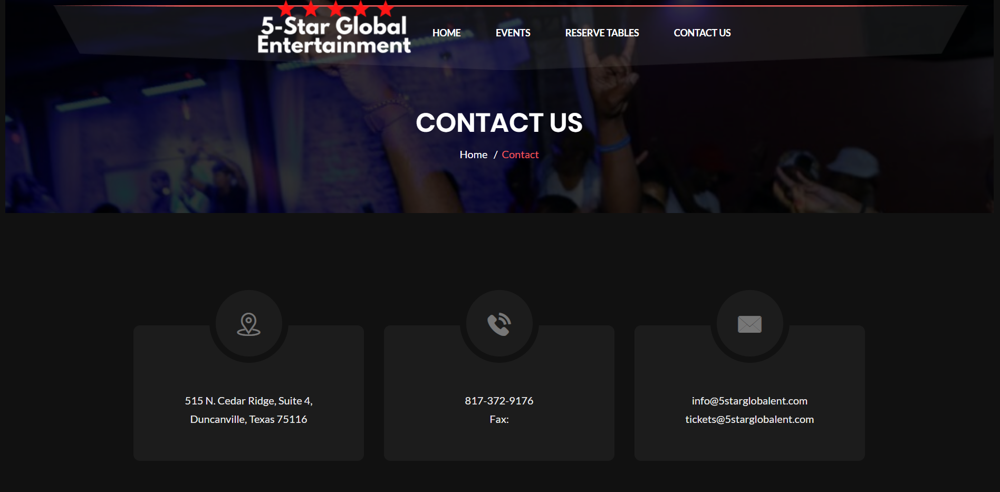 5-Star Global
Entertainment
HOME
EVENTS
RESERVE TABLES
CONTACT US
CONTACT US
Home / Contact
515 N. Cedar Ridge, Suite 4,
Duncanville, Texas 75116
817-372-9176
Fax:
info@5starglobalent.com
tickets@5starglobalent.com